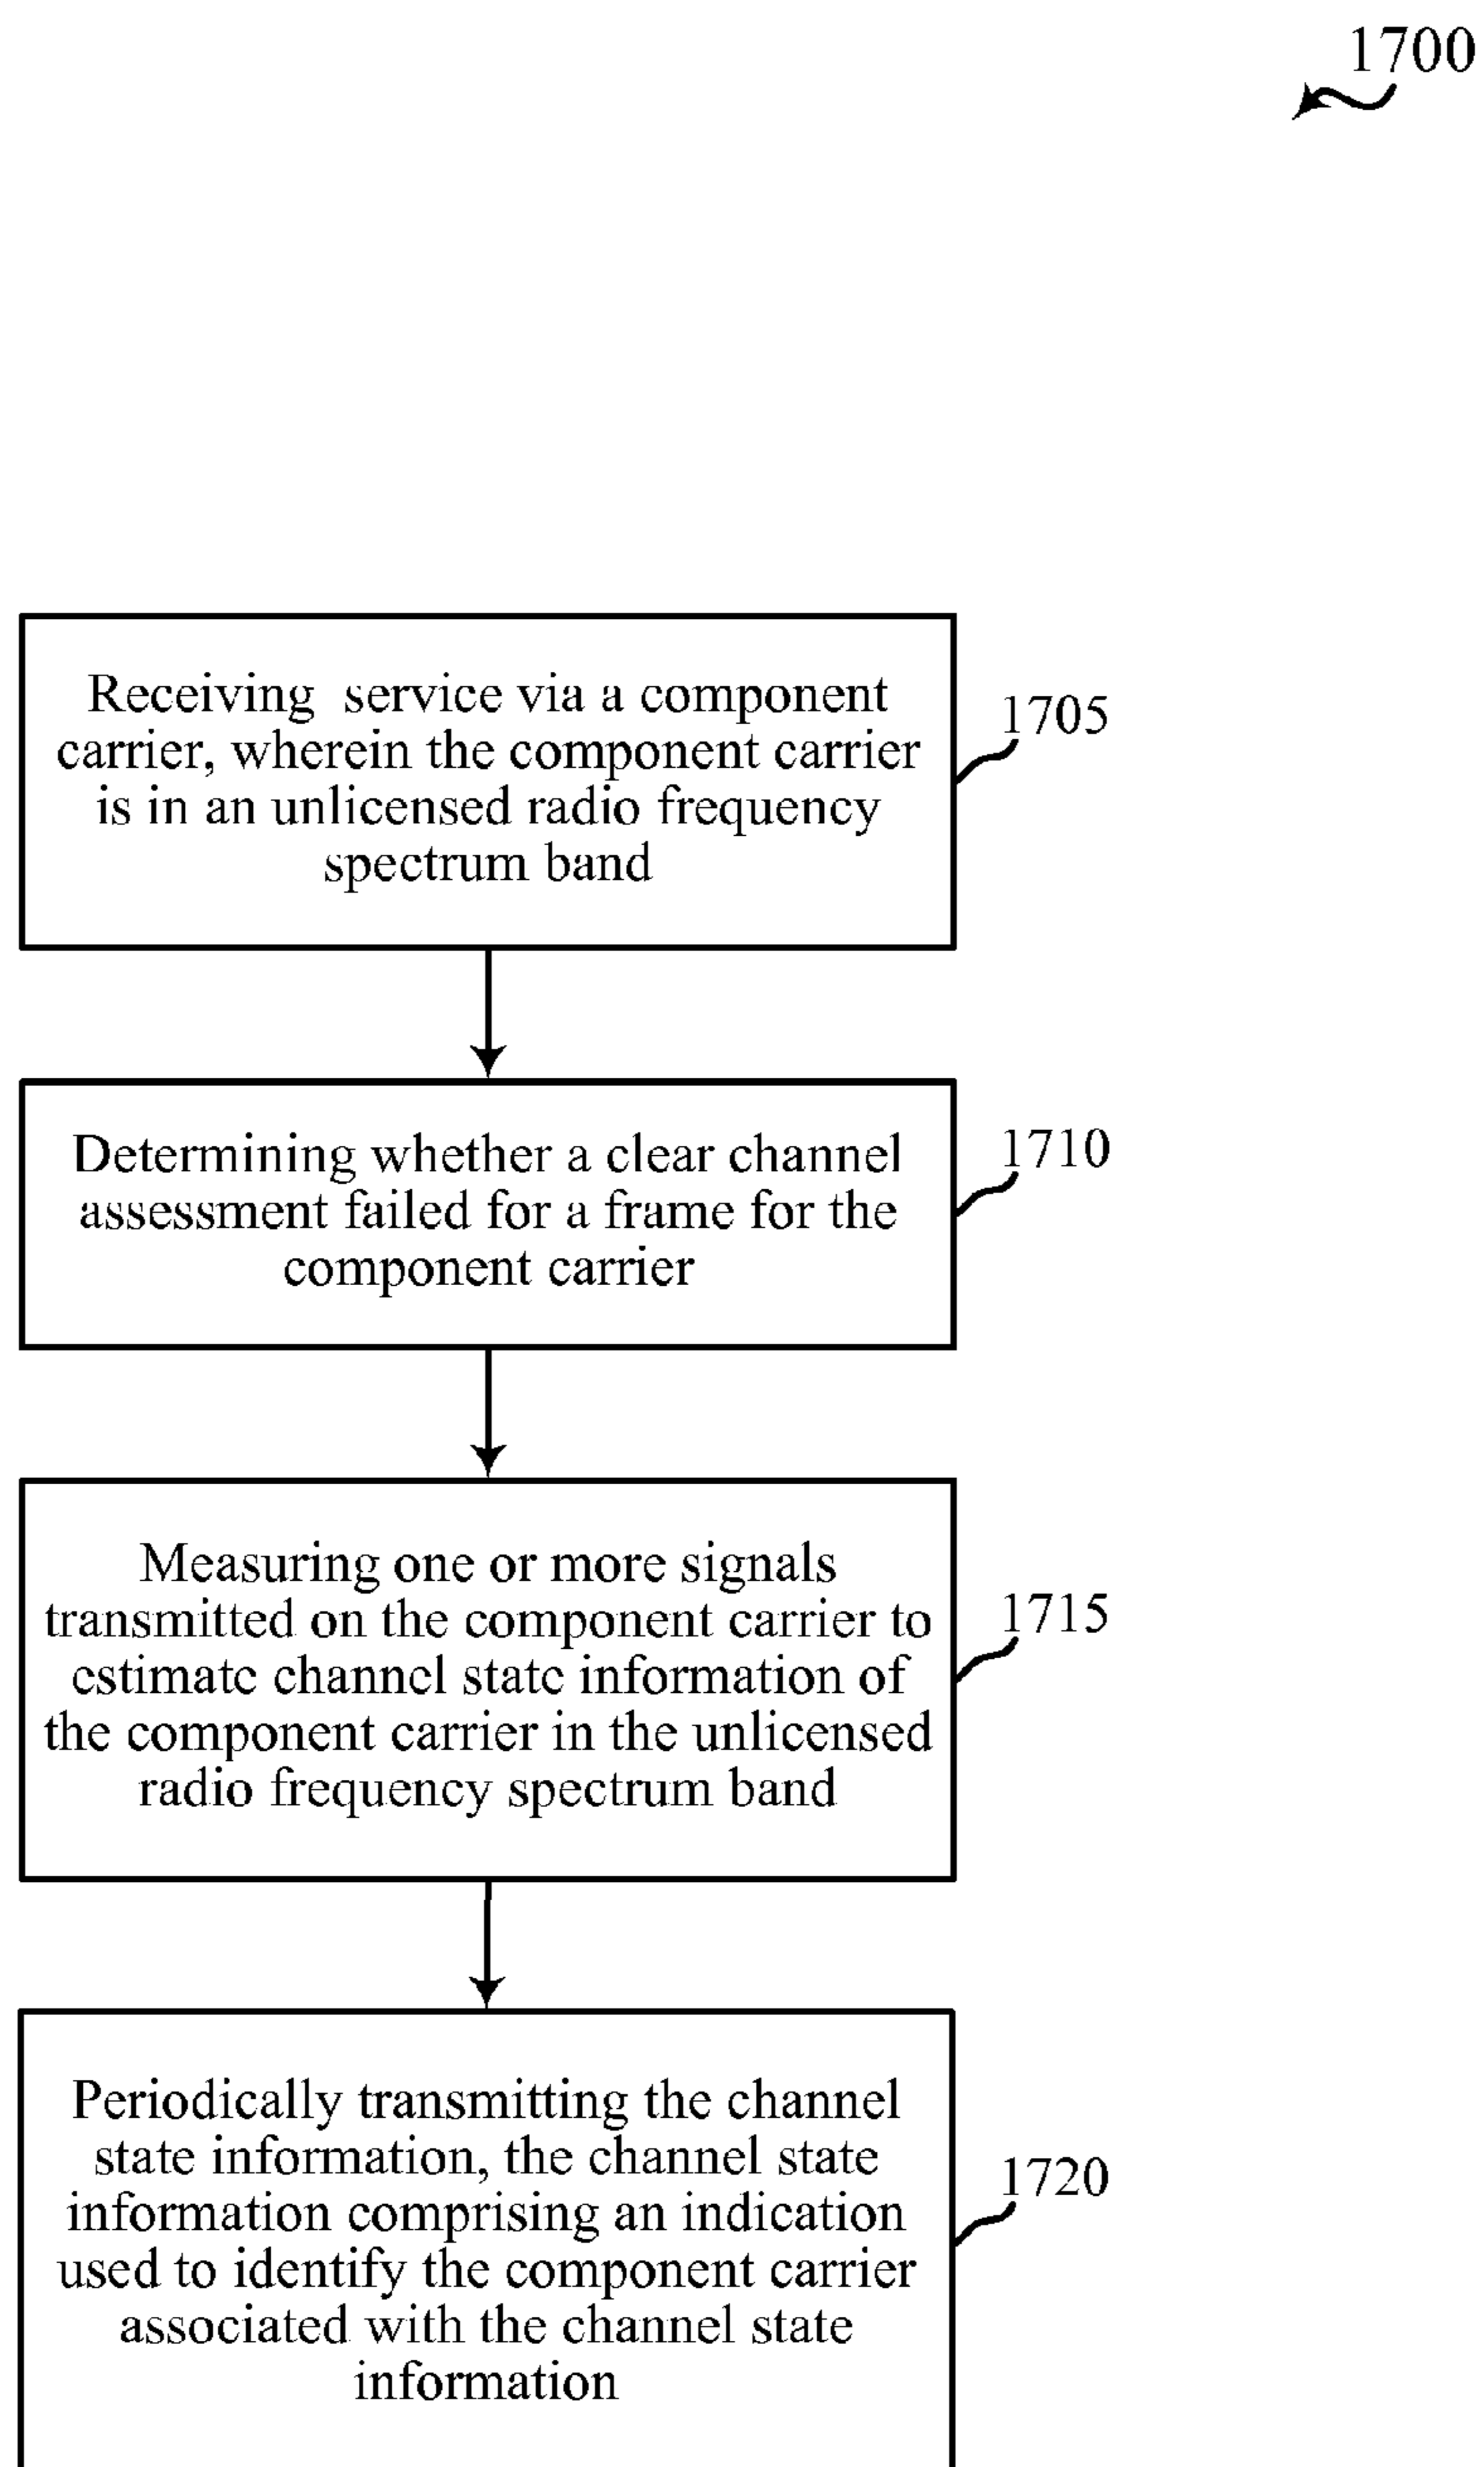 1700
Receiving service via a component
carrier, wherein the component carrier
is in an unlicensed radio frequency
spectrum band
1705
Determining whether a clear channel
assessment failed for a frame for the
component carrier
1710
Measuring one or more signals
transmitted on the component carrier to
estimate channel state information of
the component carrier in the unlicensed
radio frequency spectrum band
1715
Periodically transmitting the channel
state information, the channel state
information comprising an indication
used to identify the component carrier
associated with the channel state
information
1720